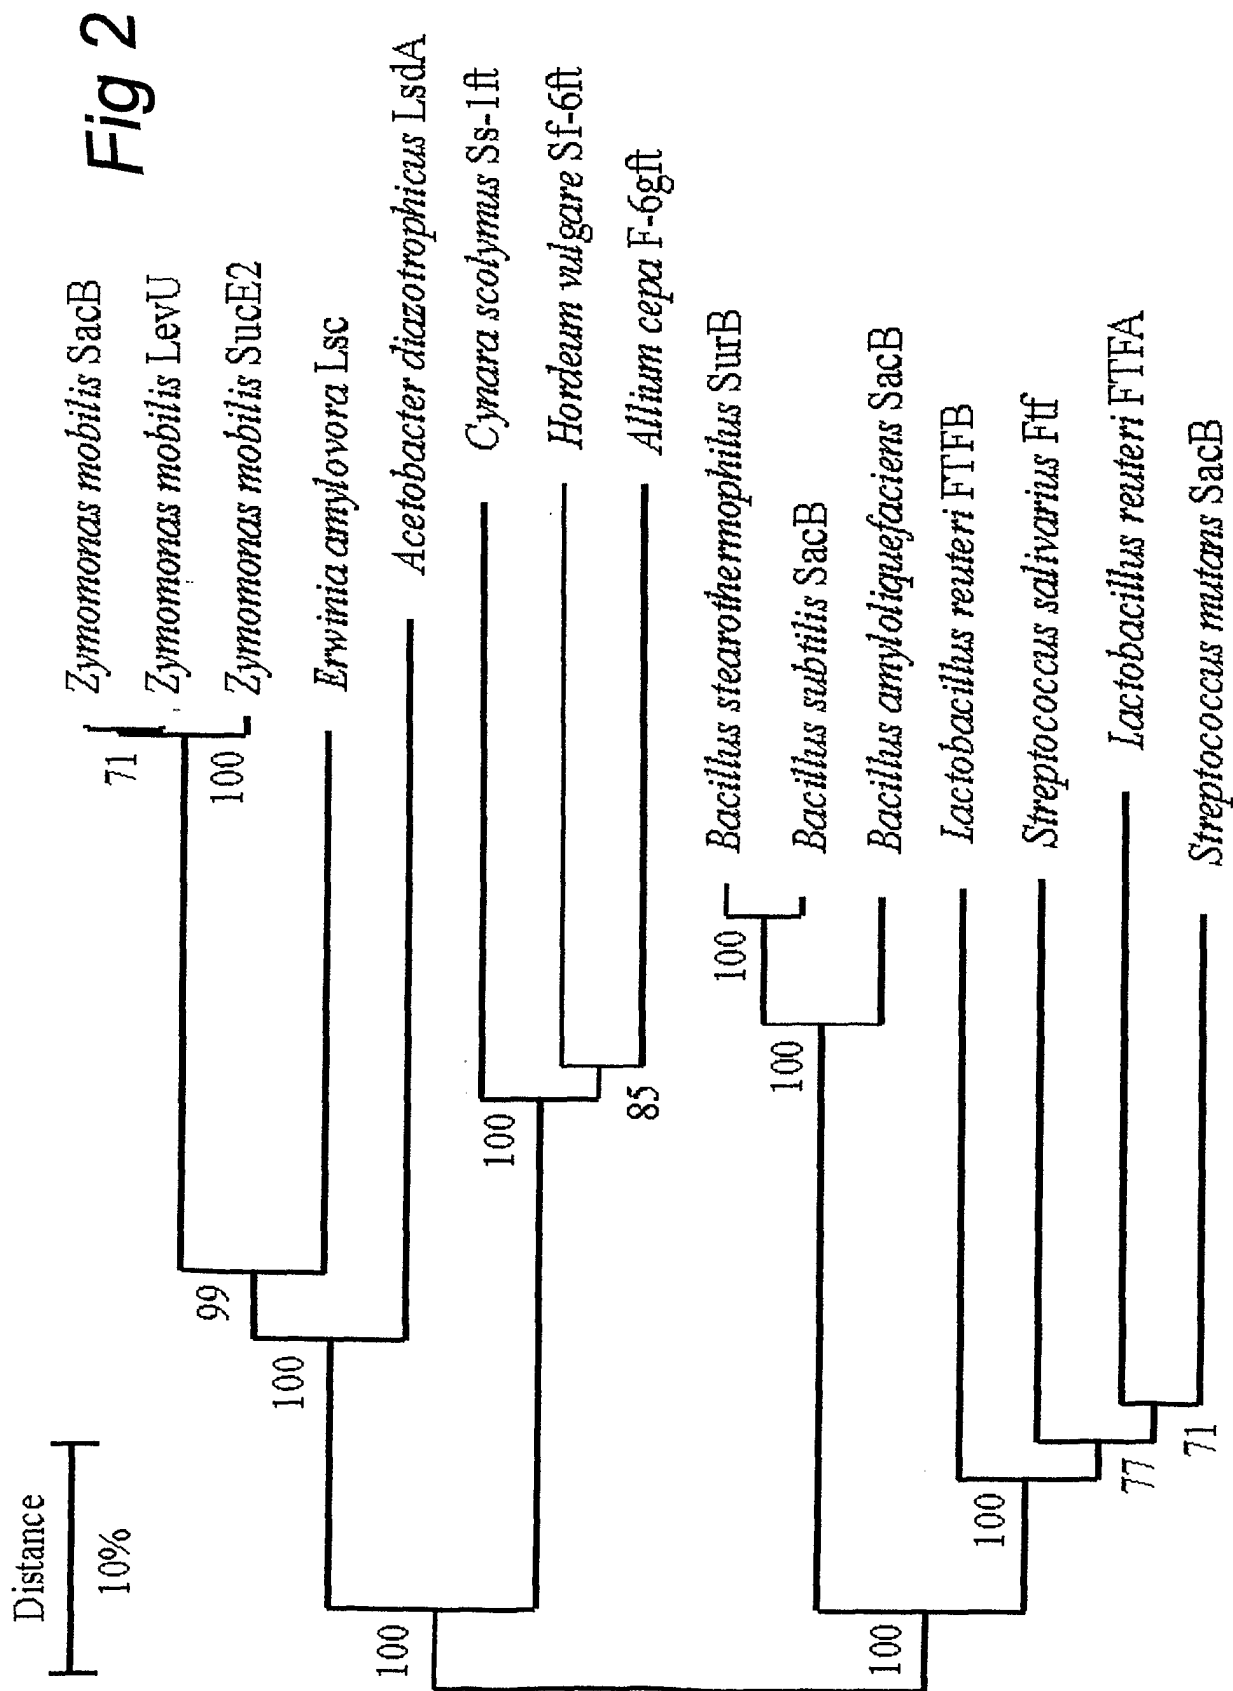 Fig 2
Distance
10%
Zymomonas mobilis SacB
Zymomonas mobilis LevU
Zymomonas mobilis SucE2
Erwinia amylovora Lsc
Acetobacter diazotrophicus LsdA
Cynara scolymus Ss-1ft
Hordeum vulgare Sf-6ft
Allium cepa F-6gft
Bacillus stearothermophilus SurB
Bacillus subtilis SacB
Bacillus amyloliquefaciens SacB
Lactobacillus reuteri FTFB
Streptococcus salivarius Ftf
Lactobacillus reuteri FTFA
Streptococcus mutans SacB
71
100
99
100
100
85
100
100
100
100
100
77
71